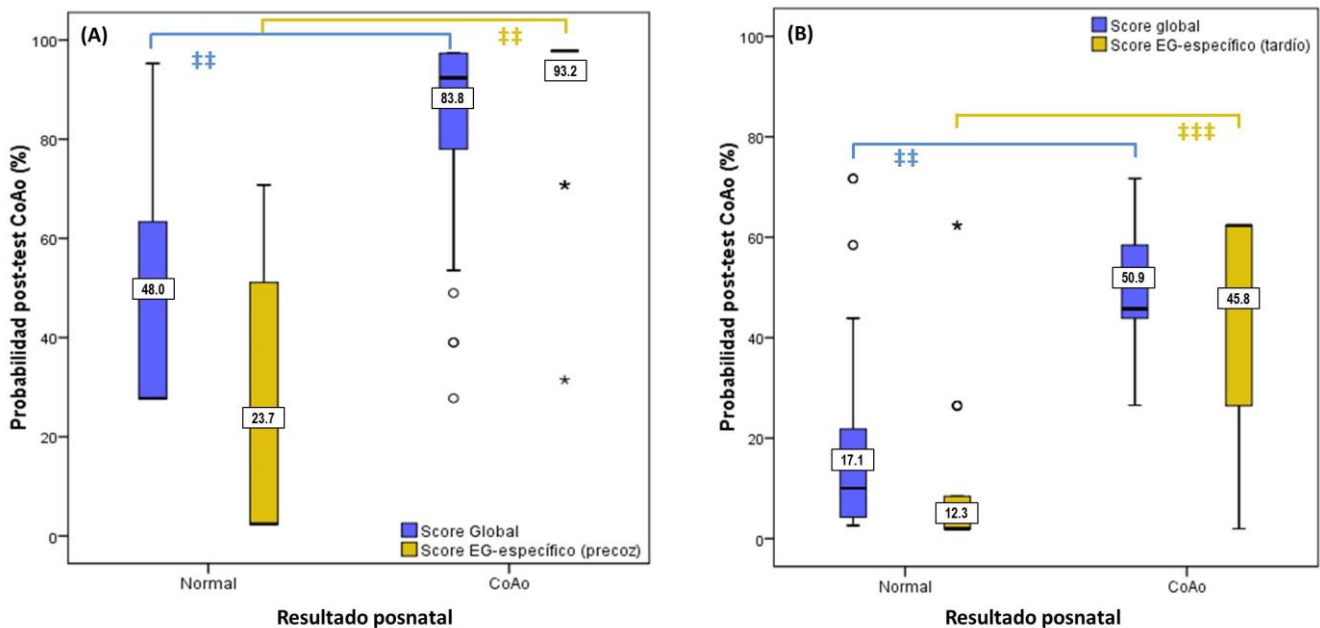 (A)
‡‡
‡‡
100
80
60
40
20
0
Probabilidad post-test CoAo (%)
48.0
23.7
83.8
93.2
*
*
Score Global
Score EG-específico (precoz)
Normal
CoAo
Resultado posnatal
(B)
Score global
Score EG-específico (tardío)
‡‡
‡‡‡
100
80
60
40
20
0
Probabilidad post-test CoAo (%)
17.1
12.3
50.9
45.8
*
Normal
CoAo
Resultado posnatal